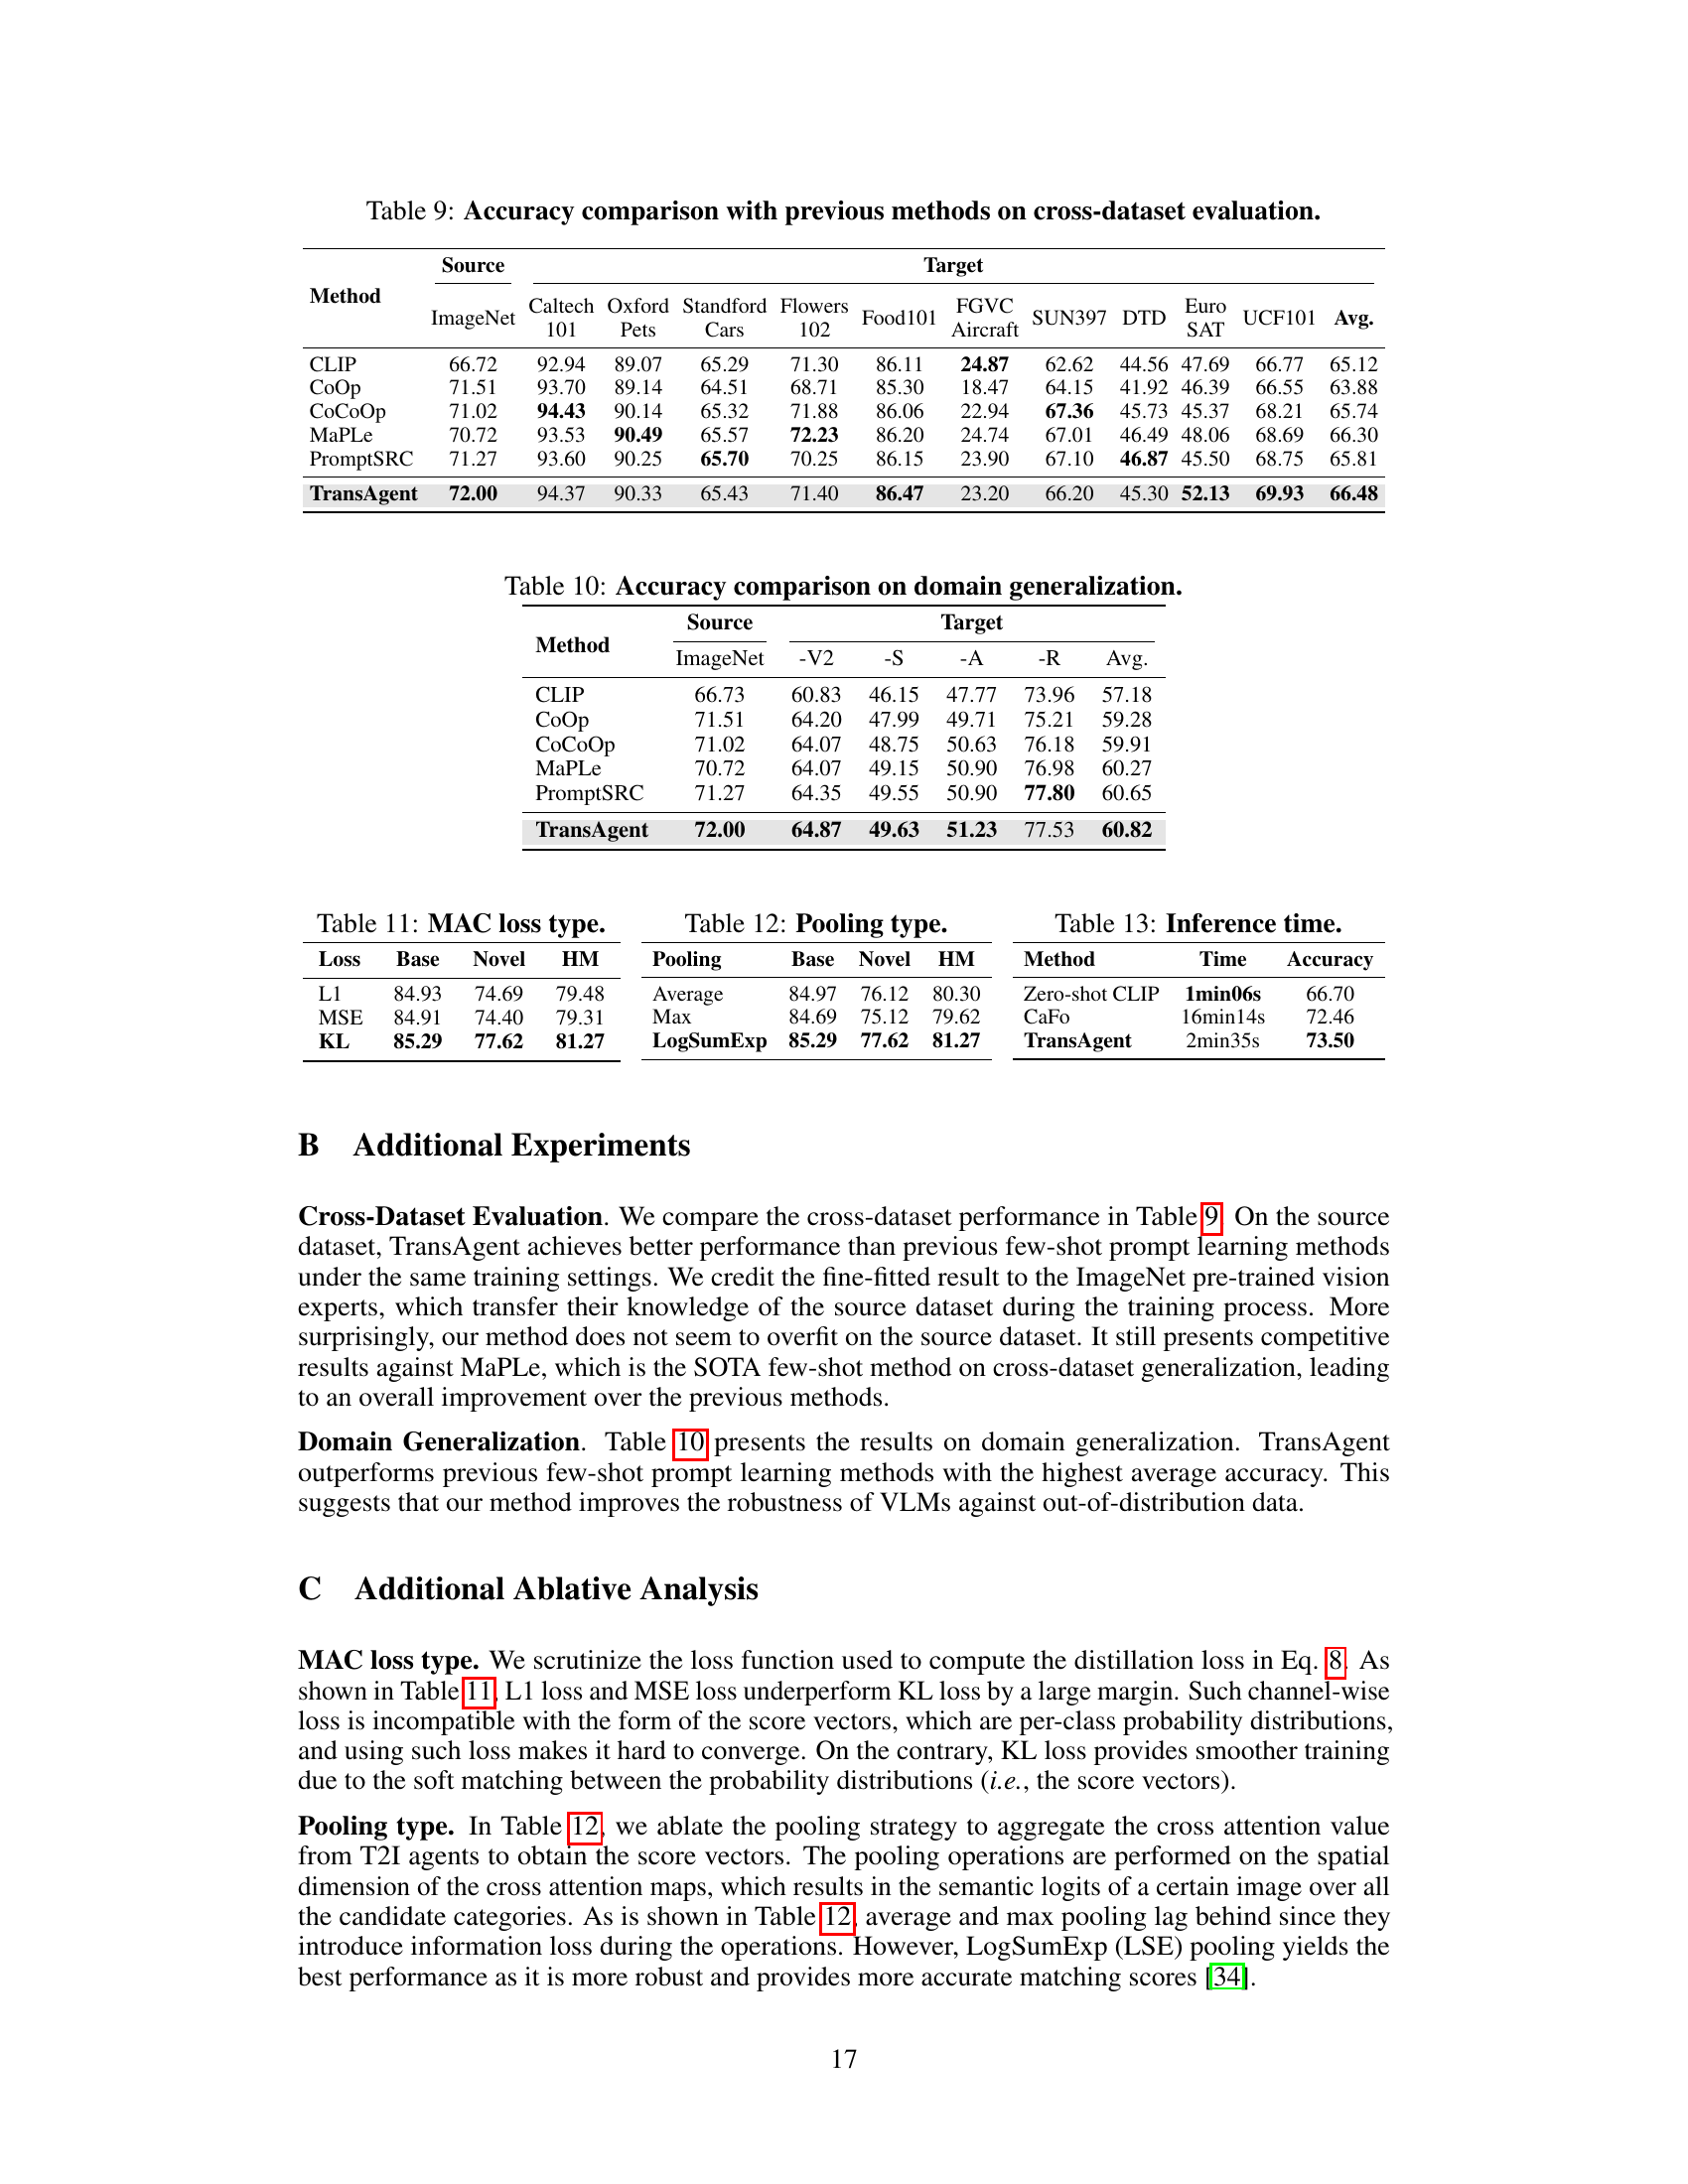 Table 9: Accuracy comparison with previous methods on cross-dataset evaluation.
Method Source Target
ImageNet Caltech 101 Oxford Pets Standford Cars Flowers 102 Food101 FGVC Aircraft SUN397 DTD Euro SAT UCF101 Avg.
CLIP 66.72 92.94 89.07 65.29 71.30 86.11 24.87 62.62 44.56 47.69 66.77 65.12
CoOp 71.51 93.70 89.14 64.51 68.71 85.30 18.47 64.15 41.92 46.39 66.55 63.88
CoCoOp 71.02 94.43 90.14 65.32 71.88 86.06 22.94 67.36 45.73 45.37 68.21 65.74
MaPLe 70.72 93.53 90.49 65.57 72.23 86.20 24.74 67.01 46.49 48.06 68.69 66.30
PromptSRC 71.27 93.60 90.25 65.70 70.25 86.15 23.90 67.10 46.87 45.50 68.75 65.81
TransAgent 72.00 94.37 90.33 65.43 71.40 86.47 23.20 66.20 45.30 52.13 69.93 66.48
Table 10: Accuracy comparison on domain generalization.
Method Source Target
ImageNet -V2 -S -A -R Avg.
CLIP 66.73 60.83 46.15 47.77 73.96 57.18
CoOp 71.51 64.20 47.99 49.71 75.21 59.28
CoCoOp 71.02 64.07 48.75 50.63 76.18 59.91
MaPLe 70.72 64.07 49.15 50.90 76.98 60.27
PromptSRC 71.27 64.35 49.55 50.90 77.80 60.65
TransAgent 72.00 64.87 49.63 51.23 77.53 60.82
Table 11: MAC loss type.
Loss Base Novel HM
L1 84.93 74.69 79.48
MSE 84.91 74.40 79.31
KL 85.29 77.62 81.27
Table 12: Pooling type.
Pooling Base Novel HM
Average 84.97 76.12 80.30
Max 84.69 75.12 79.62
LogSumExp 85.29 77.62 81.27
Table 13: Inference time.
Method Time Accuracy
Zero-shot CLIP 1min06s 66.70
CaFo 16min14s 72.46
TransAgent 2min35s 73.50
B Additional Experiments
Cross-Dataset Evaluation. We compare the cross-dataset performance in Table 9. On the source
dataset, TransAgent achieves better performance than previous few-shot prompt learning methods
under the same training settings. We credit the fine-fitted result to the ImageNet pre-trained vision
experts, which transfer their knowledge of the source dataset during the training process. More
surprisingly, our method does not seem to overfit on the source dataset. It still presents competitive
results against MaPLe, which is the SOTA few-shot method on cross-dataset generalization, leading
to an overall improvement over the previous methods.
Domain Generalization. Table 10 presents the results on domain generalization. TransAgent
outperforms previous few-shot prompt learning methods with the highest average accuracy. This
suggests that our method improves the robustness of VLMs against out-of-distribution data.
C Additional Ablative Analysis
MAC loss type. We scrutinize the loss function used to compute the distillation loss in Eq. 8. As
shown in Table 11, L1 loss and MSE loss underperform KL loss by a large margin. Such channel-wise
loss is incompatible with the form of the score vectors, which are per-class probability distributions,
and using such loss makes it hard to converge. On the contrary, KL loss provides smoother training
due to the soft matching between the probability distributions (i.e., the score vectors).
Pooling type. In Table 12, we ablate the pooling strategy to aggregate the cross attention value
from T2I agents to obtain the score vectors. The pooling operations are performed on the spatial
dimension of the cross attention maps, which results in the semantic logits of a certain image over all
the candidate categories. As is shown in Table 12, average and max pooling lag behind since they
introduce information loss during the operations. However, LogSumExp (LSE) pooling yields the
best performance as it is more robust and provides more accurate matching scores [34].
17